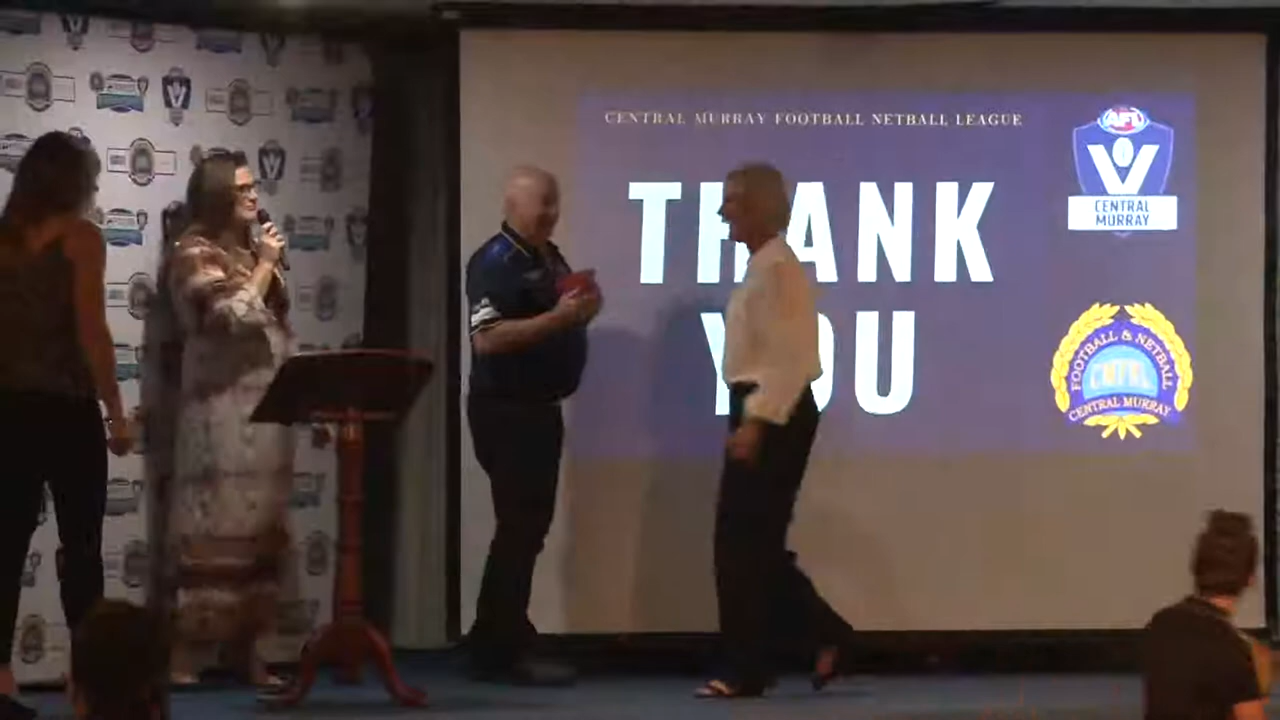 CENTRAL MURRAY FOOTBALL NETBALL LEAGUE
THANK
YOU
AFL
V
CENTRAL
MURRAY
FOOTBALL & NETBALL
CMFNL
CENTRAL MURRAY